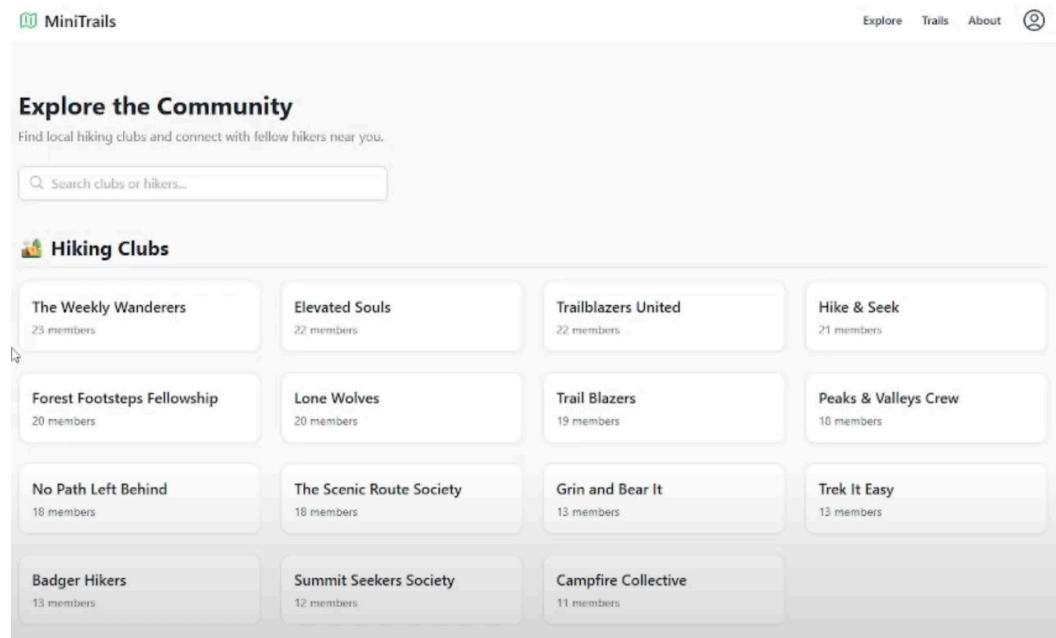 MiniTrails
Explore Trails About
Explore the Community
Find local hiking clubs and connect with fellow hikers near you.
Search clubs or hikers...
Hiking Clubs
The Weekly Wanderers
23 members
Elevated Souls
22 members
Trailblazers United
22 members
Hike & Seek
21 members
Forest Footsteps Fellowship
20 members
Lone Wolves
20 members
Trail Blazers
19 members
Peaks & Valleys Crew
18 members
No Path Left Behind
18 members
The Scenic Route Society
18 members
Grin and Bear It
13 members
Trek It Easy
13 members
Badger Hikers
13 members
Summit Seekers Society
12 members
Campfire Collective
11 members